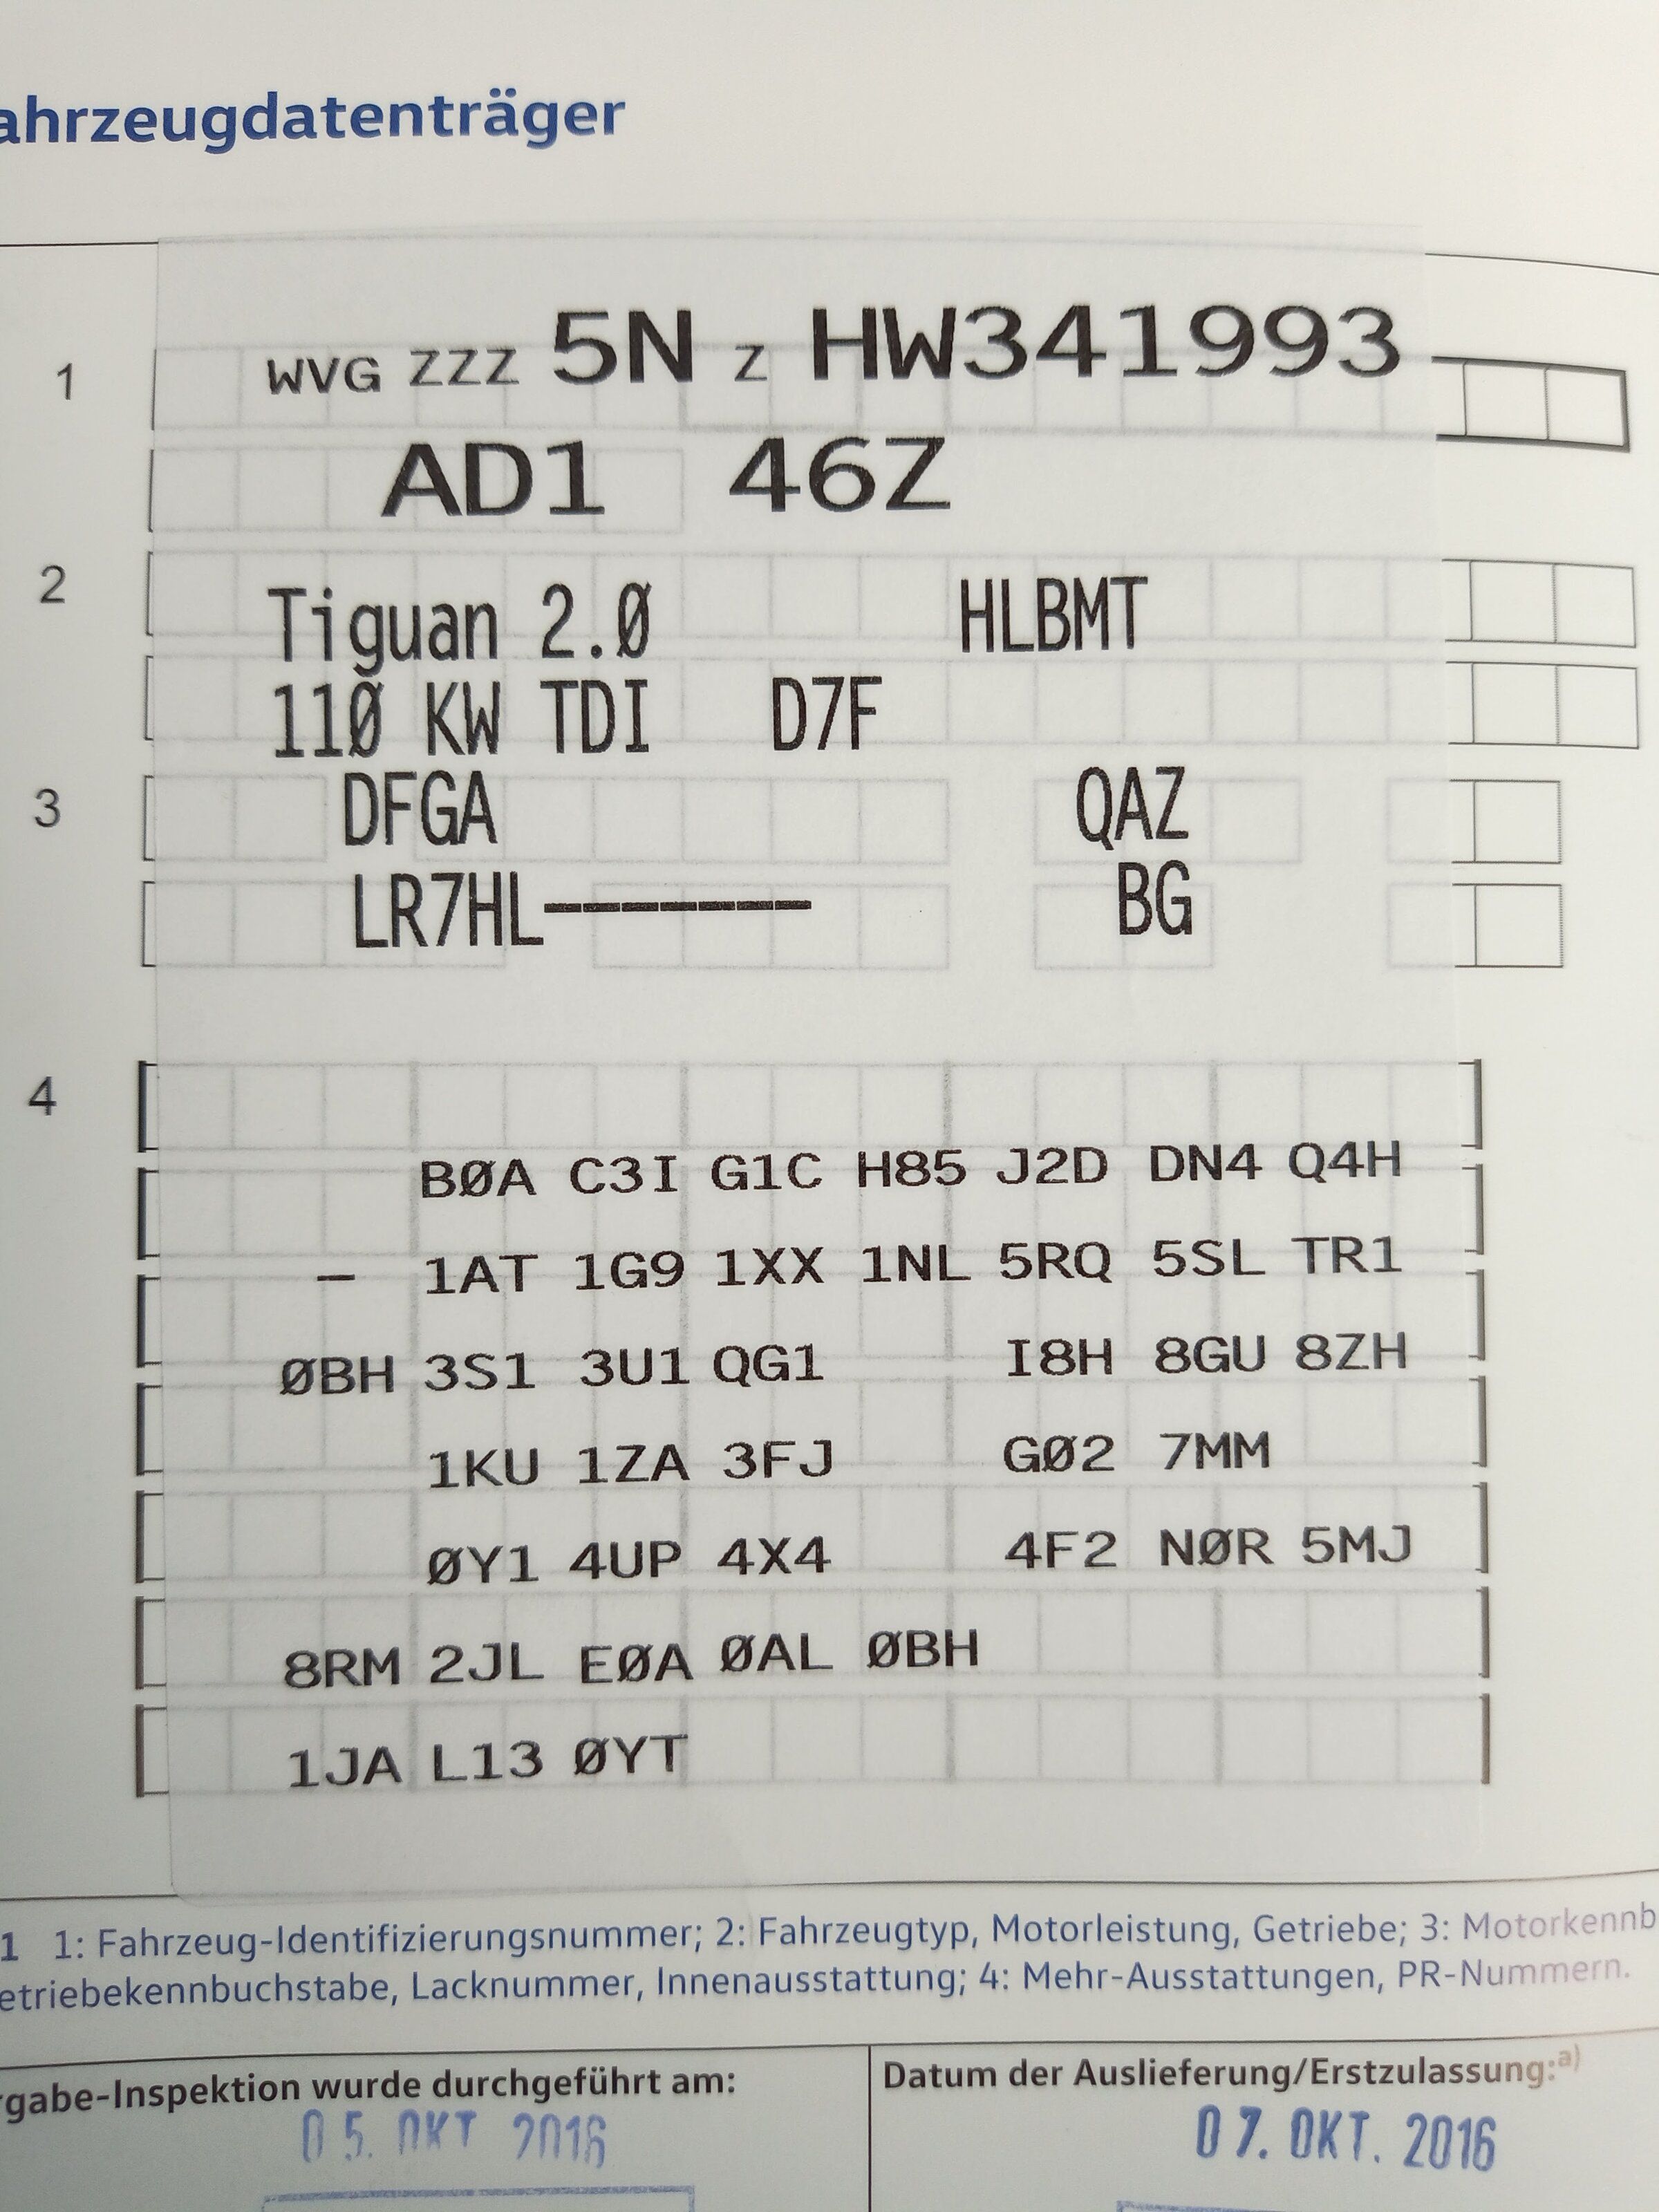 ahrzeugdatenträger
1 WVG ZZZ 5N Z HW341993
AD1 46Z
2 Tiguan 2.Ø HLBMT
11Ø KW TDI D7F
3 DFGA QAZ
LR7HL------- BG
4
BØA C3I G1C H85 J2D DN4 Q4H
– 1AT 1G9 1XX 1NL 5RQ 5SL TR1
ØBH 3S1 3U1 QG1 I8H 8GU 8ZH
1KU 1ZA 3FJ GØ2 7MM
ØY1 4UP 4X4 4F2 NØR 5MJ
8RM 2JL EØA ØAL ØBH
1JA L13 ØYT
1 1: Fahrzeug-Identifizierungsnummer; 2: Fahrzeugtyp, Motorleistung, Getriebe; 3: Motorkennb
etriebekennbuchstabe, Lacknummer, Innenausstattung; 4: Mehr-Ausstattungen, PR-Nummern.
rgabe-Inspektion wurde durchgeführt am:
05. OKT 2016
Datum der Auslieferung/Erstzulassung:a)
07. OKT. 2016